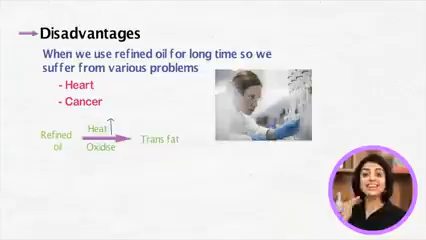 Disadvantages
When we use refined oil for long time so we
suffer from various problems
- Heart
- Cancer
Refined
oil
Heat
Oxidise
Trans fat